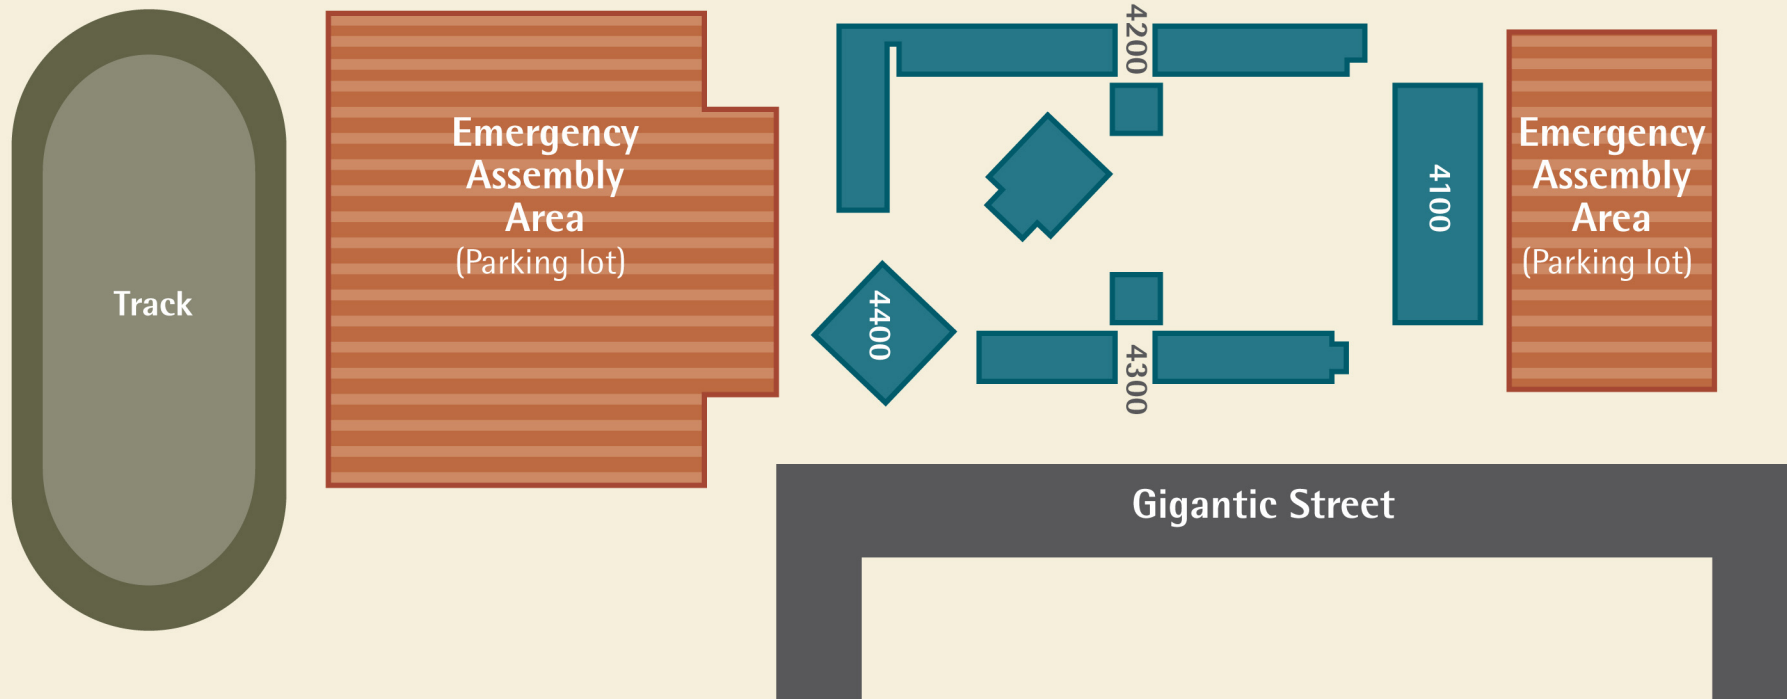 Track
Emergency
Assembly
Area
(Parking lot)
4200
4400
4300
4100
Emergency
Assembly
Area
(Parking lot)
Gigantic Street